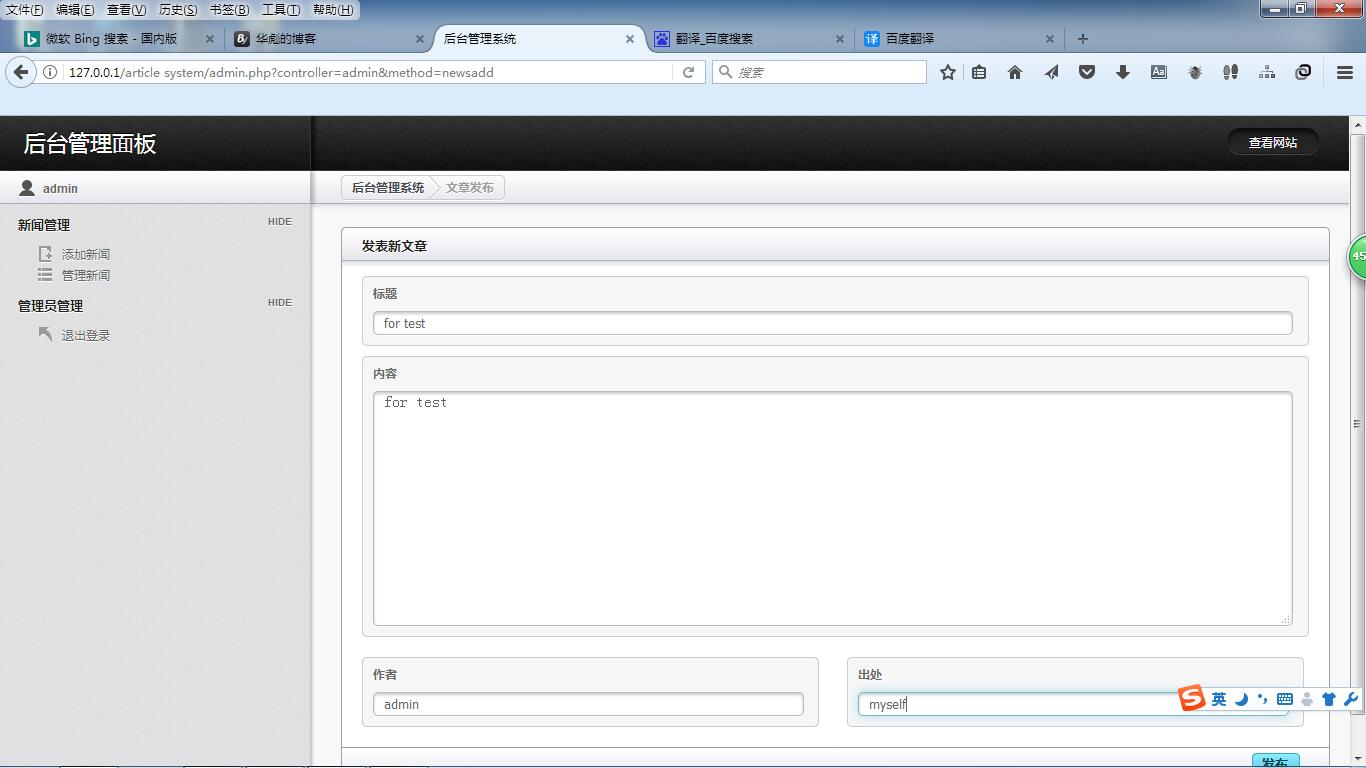 文件(F) 编辑(E) 查看(V) 历史(S) 书签(B) 工具(T) 帮助(H)
微软 Bing 搜索 - 国内版 华彪的博客 后台管理系统 翻译_百度搜索 百度翻译
127.0.0.1/article system/admin.php?controller=admin&method=newsadd 搜索
后台管理面板 查看网站
admin 后台管理系统 文章发布
新闻管理 HIDE
添加新闻
管理新闻
管理员管理 HIDE
退出登录
发表新文章
标题
for test
内容
for test
作者 出处
admin myself
英
发布
45